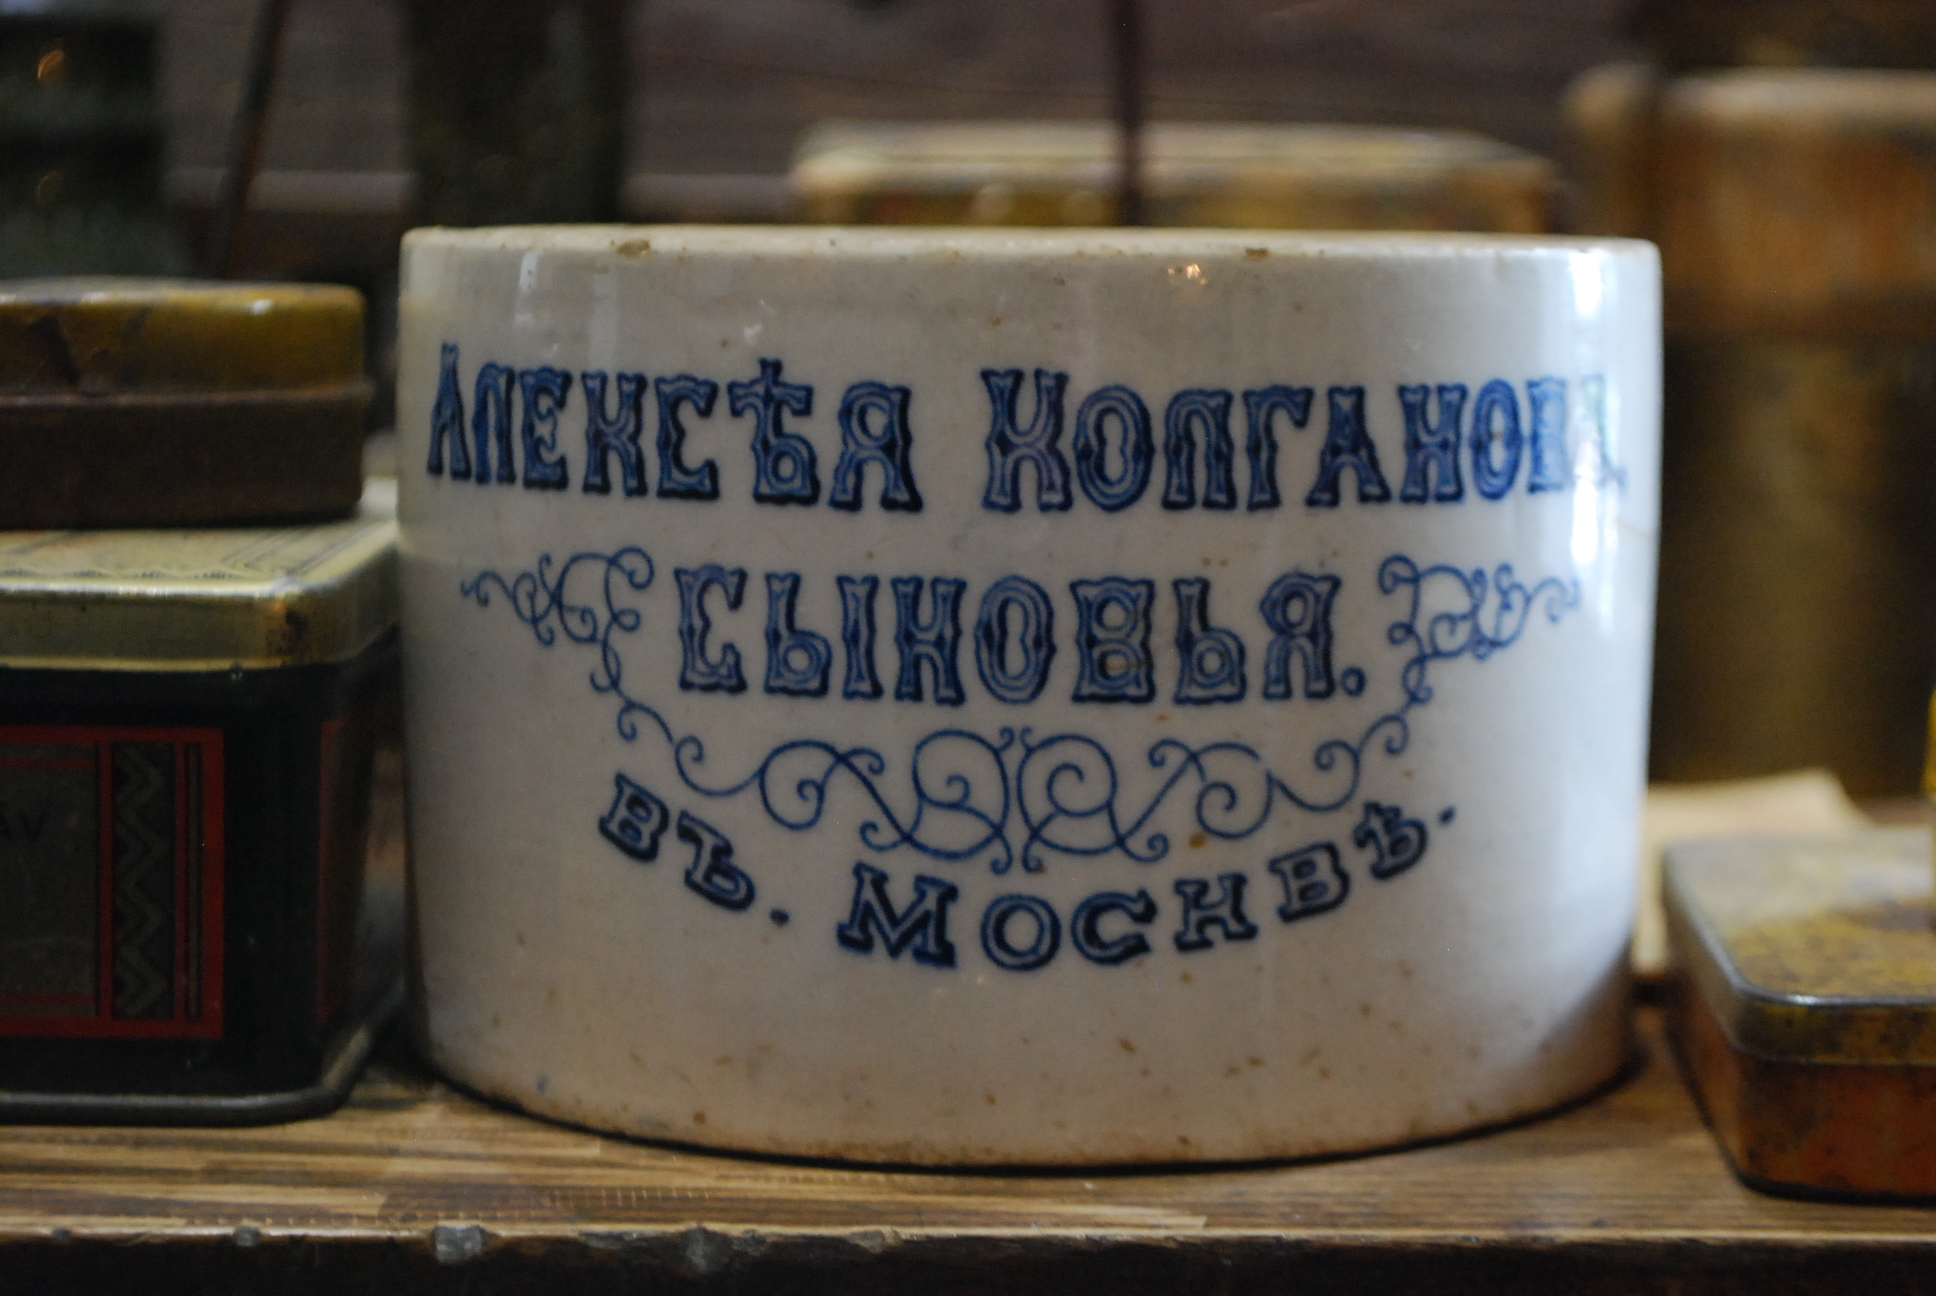 Алексѣя Колганова
Сыновья.
въ. Москвѣ.